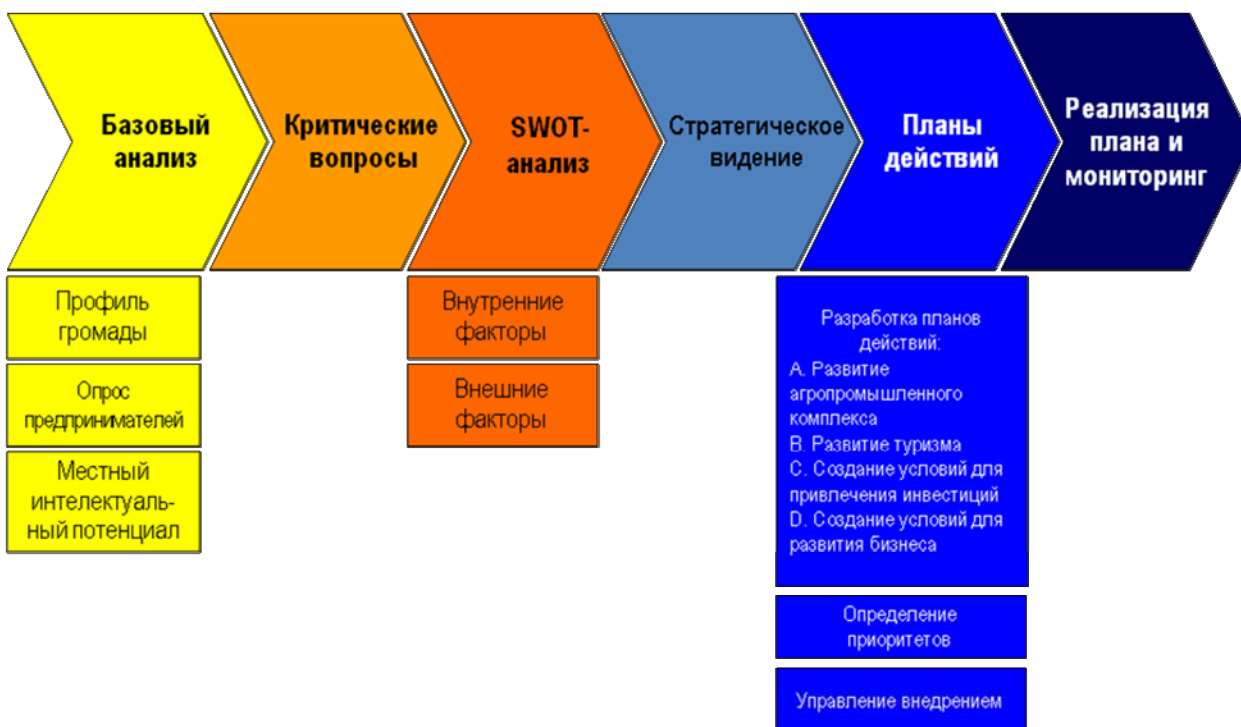 Базовый
анализ
Критические
вопросы
SWOT-
анализ
Стратегическое
видение
Планы
действий
Реализация
плана и
мониторинг
Профиль
громады
Опрос
предпринимателей
Местный
интелектуаль-
ный потенциал
Внутренние
факторы
Внешние
факторы
Разработка планов
действий:
A. Развитие
агропромышленного
комплекса
B. Развитие туризма
C. Создание условий для
привлечения инвестиций
D. Создание условий для
развития бизнеса
Определение
приоритетов
Управление внедрением